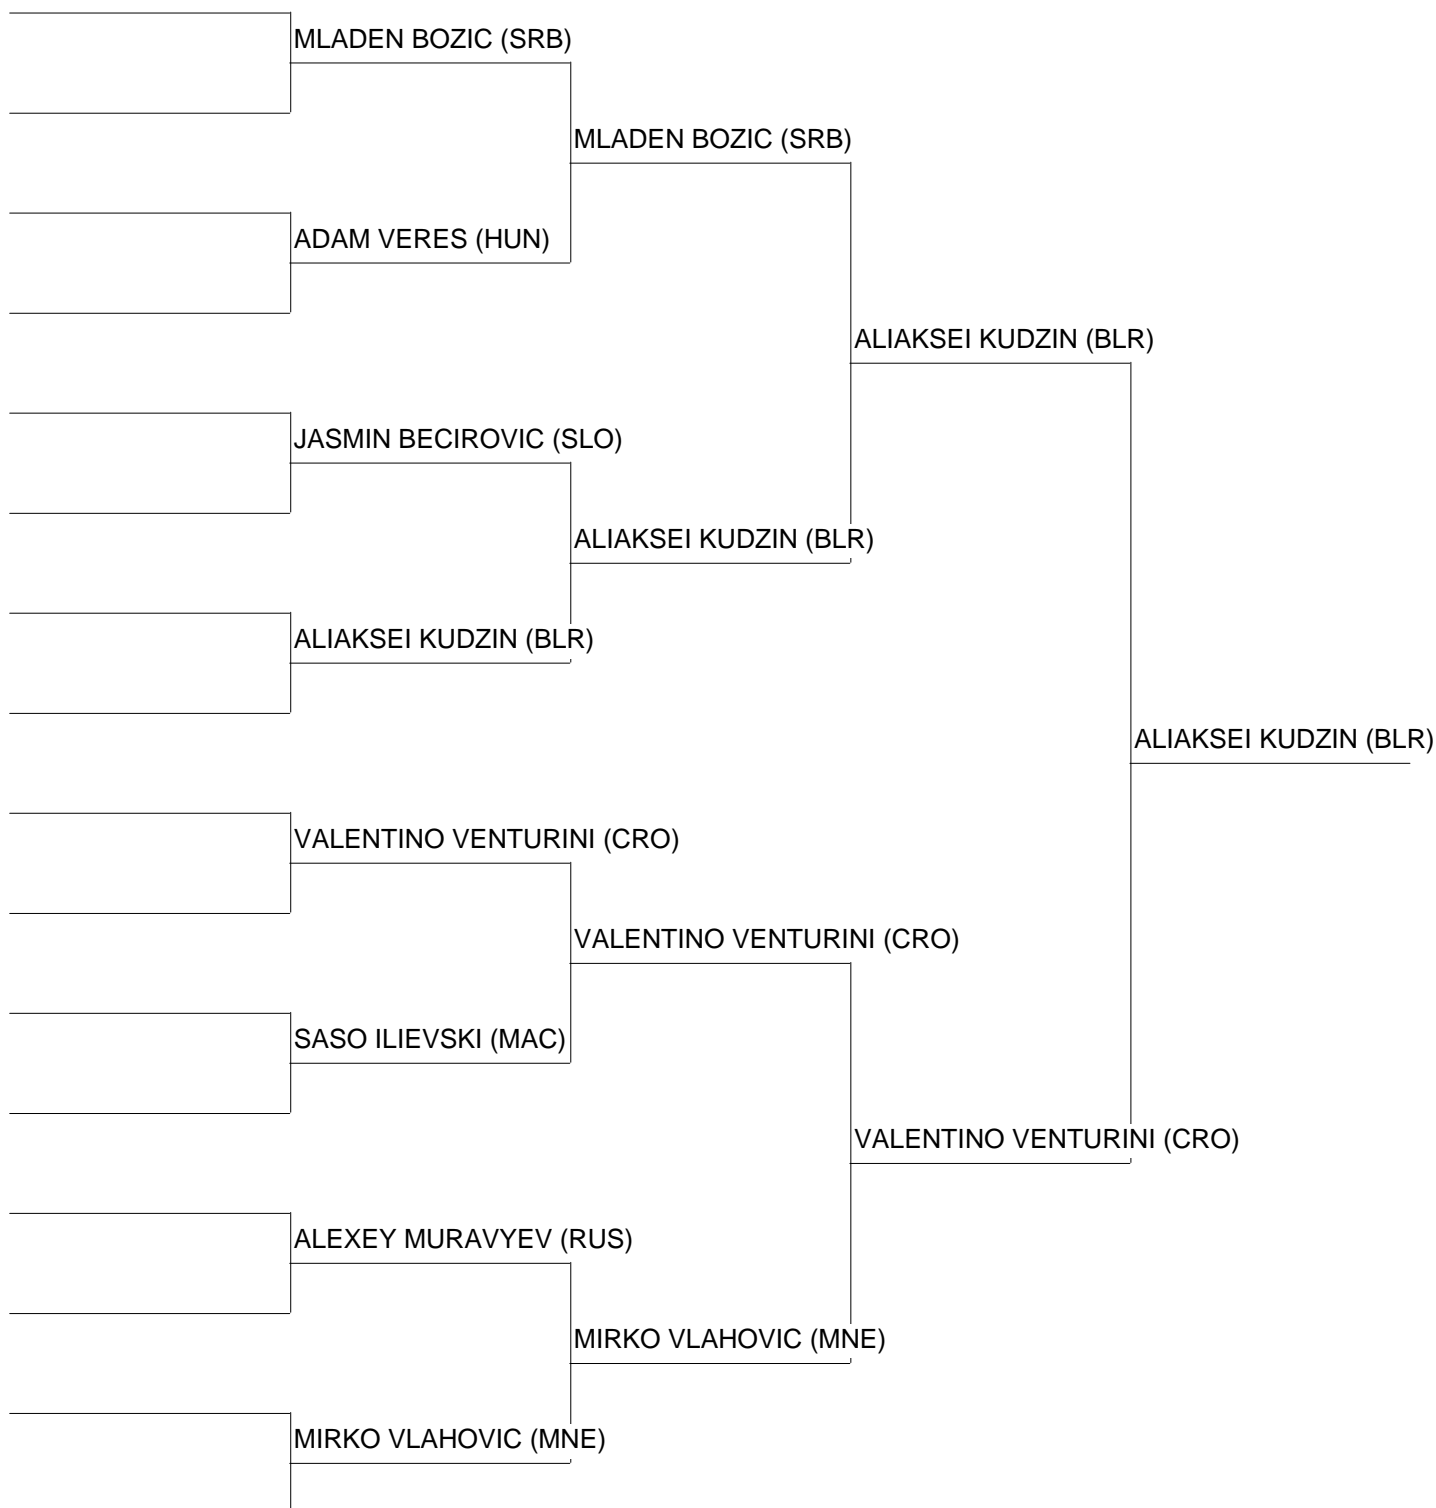 MLADEN BOZIC (SRB)
MLADEN BOZIC (SRB)
ADAM VERES (HUN)
ALIAKSEI KUDZIN (BLR)
JASMIN BECIROVIC (SLO)
ALIAKSEI KUDZIN (BLR)
ALIAKSEI KUDZIN (BLR)
ALIAKSEI KUDZIN (BLR)
VALENTINO VENTURINI (CRO)
VALENTINO VENTURINI (CRO)
SASO ILIEVSKI (MAC)
VALENTINO VENTURINI (CRO)
ALEXEY MURAVYEV (RUS)
MIRKO VLAHOVIC (MNE)
MIRKO VLAHOVIC (MNE)